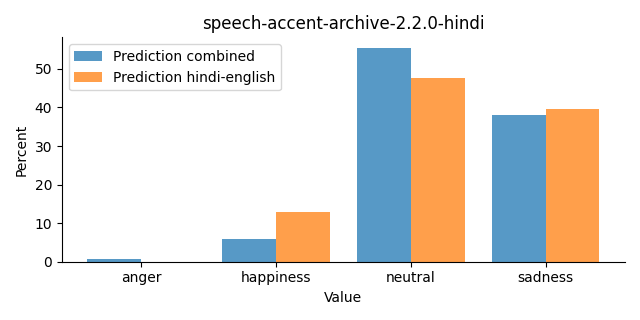 speech-accent-archive-2.2.0-hindi
Prediction combined
Prediction hindi-english
Percent
50
40
30
20
10
0
anger happiness neutral sadness
Value